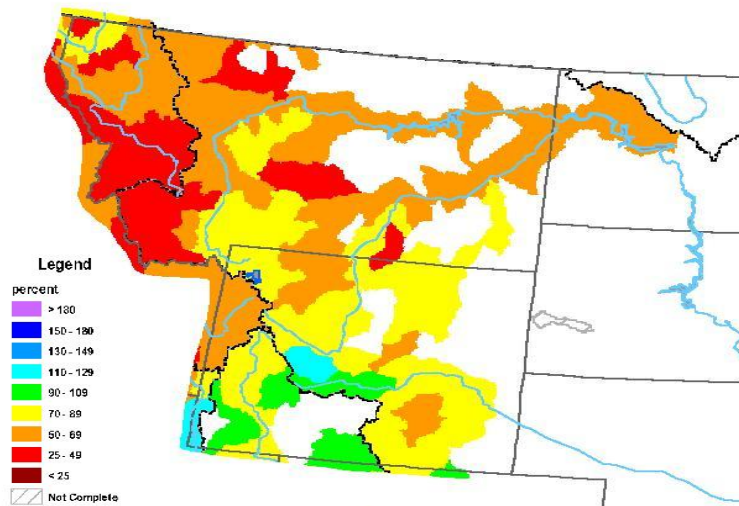 Legend
percent
> 180
150 - 180
130 - 149
110 - 129
90 - 109
70 - 89
50 - 69
25 - 49
< 25
Not Complete